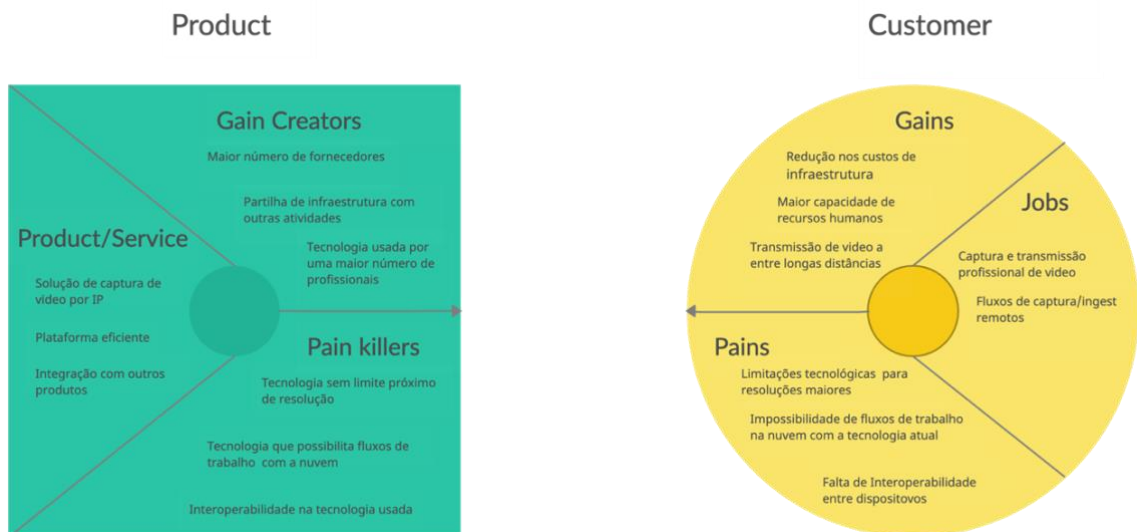 Product
Gain Creators
Maior número de fornecedores
Partilha de infraestrutura com
outras atividades
Tecnologia usada por
uma maior número de
profissionais
Product/Service
Solução de captura de
video por IP
Plataforma eficiente
Integração com outros
produtos
Pain killers
Tecnologia sem limite próximo
de resolução
Tecnologia que possibilita fluxos de
trabalho com a nuvem
Interoperabilidade na tecnologia usada
Customer
Gains
Redução nos custos de
infraestrutura
Maior capacidade de
recursos humanos
Transmissão de video a
entre longas distâncias
Jobs
Captura e transmissão
profissional de video
Fluxos de captura/ingest
remotos
Pains
Limitações tecnológicas para
resoluções maiores
Impossibilidade de fluxos de trabalho
na nuvem com a tecnologia atual
Falta de Interoperabilidade
entre dispositovos